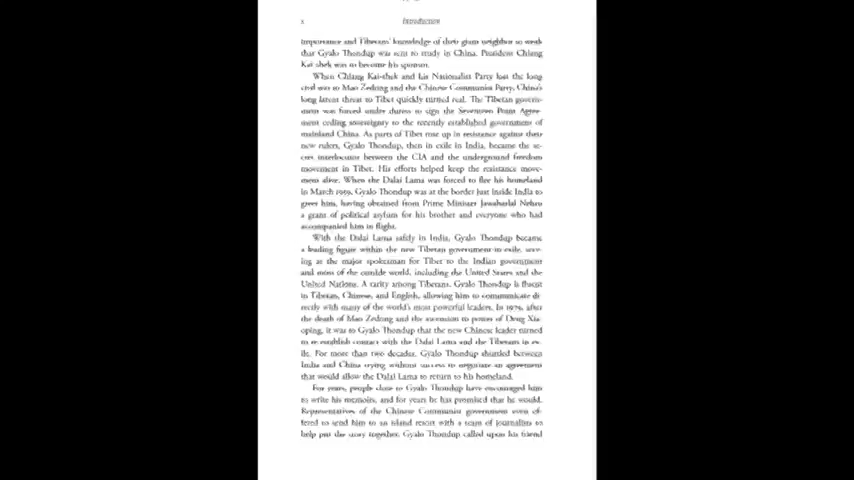 x
Introduction
importance and Tibetans' knowledge of their giant neighbor so weak
that Gyalo Thondup was sent to study in China. President Chiang
Kai-shek was to become his sponsor.
When Chiang Kai-shek and his Nationalist Party lost the long
civil war to Mao Zedong and the Chinese Communist Party, China's
long latent threat to Tibet quickly turned real. The Tibetan govern-
ment was forced under duress to sign the Seventeen Point Agree-
ment ceding sovereignty to the recently established government of
mainland China. As parts of Tibet rose up in resistance against their
new rulers, Gyalo Thondup, then in exile in India, became the se-
cret interlocutor between the CIA and the underground freedom
movement in Tibet. His efforts helped keep the resistance move-
ment alive. When the Dalai Lama was forced to flee his homeland
in March 1959, Gyalo Thondup was at the border just inside India to
greet him, having obtained from Prime Minister Jawaharlal Nehru
a grant of political asylum for his brother and everyone who had
accompanied him in flight.
With the Dalai Lama safely in India, Gyalo Thondup became
a leading figure within the new Tibetan government in exile, serv-
ing as the major spokesman for Tibet to the Indian government
and most of the outside world, including the United States and the
United Nations. A rarity among Tibetans, Gyalo Thondup is fluent
in Tibetan, Chinese, and English, allowing him to communicate di-
rectly with many of the world's most powerful leaders. In 1979, after
the death of Mao Zedong and the ascension to power of Deng Xia-
oping, it was to Gyalo Thondup that the new Chinese leader turned
to re-establish contact with the Dalai Lama and the Tibetans in ex-
ile. For more than two decades, Gyalo Thondup shuttled between
India and China trying without success to negotiate an agreement
that would allow the Dalai Lama to return to his homeland.
For years, people close to Gyalo Thondup have encouraged him
to write his memoirs, and for years he has promised that he would.
Representatives of the Chinese Communist government even of-
fered to send him to an island resort with a team of journalists to
help put the story together. Gyalo Thondup called upon his friend